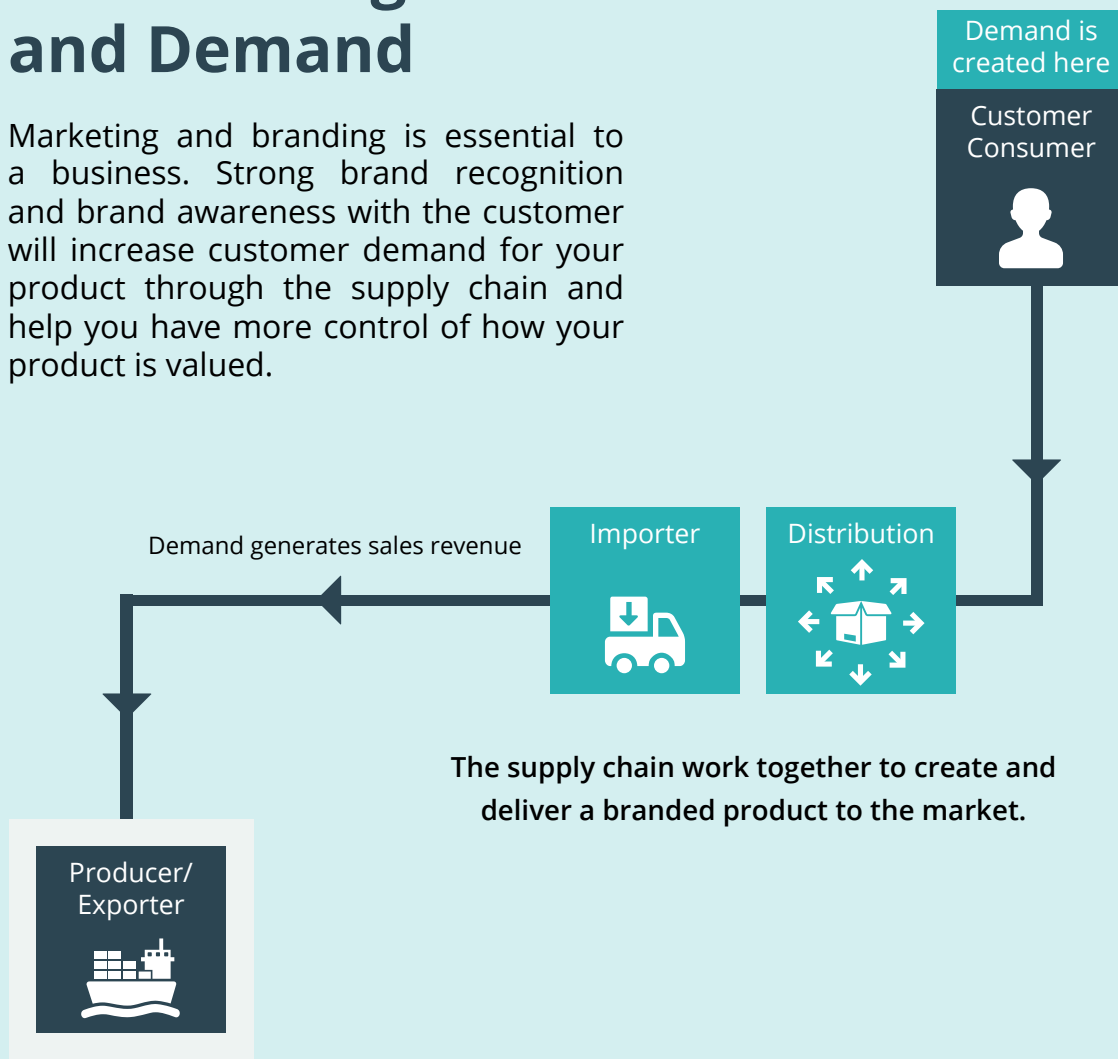 and Demand
Marketing and branding is essential to
a business. Strong brand recognition
and brand awareness with the customer
will increase customer demand for your
product through the supply chain and
help you have more control of how your
product is valued.
Demand is
created here
Customer
Consumer
Demand generates sales revenue
Importer
Distribution
The supply chain work together to create and
deliver a branded product to the market.
Producer/
Exporter